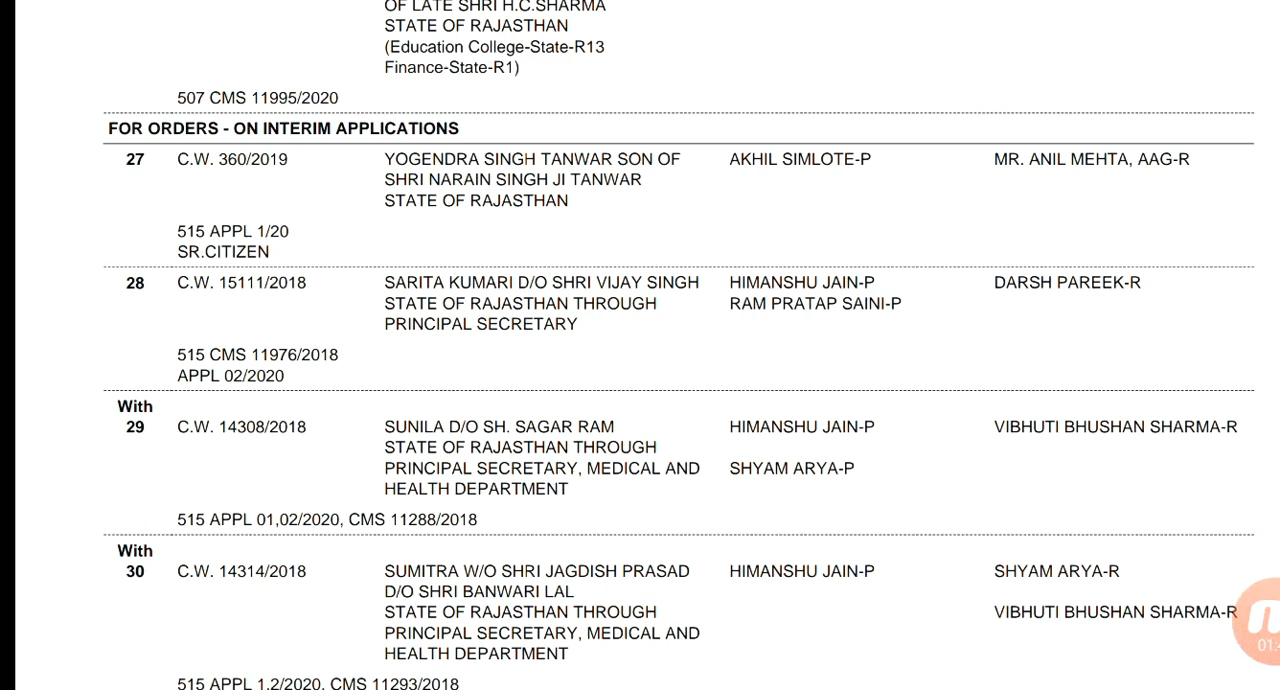 OF LATE SHRI H.C.SHARMA
STATE OF RAJASTHAN
(Education College-State-R13
Finance-State-R1)
507 CMS 11995/2020
FOR ORDERS - ON INTERIM APPLICATIONS
27 C.W. 360/2019 YOGENDRA SINGH TANWAR SON OF AKHIL SIMLOTE-P MR. ANIL MEHTA, AAG-R
SHRI NARAIN SINGH JI TANWAR
STATE OF RAJASTHAN
515 APPL 1/20
SR.CITIZEN
28 C.W. 15111/2018 SARITA KUMARI D/O SHRI VIJAY SINGH HIMANSHU JAIN-P DARSH PAREEK-R
STATE OF RAJASTHAN THROUGH RAM PRATAP SAINI-P
PRINCIPAL SECRETARY
515 CMS 11976/2018
APPL 02/2020
With
29 C.W. 14308/2018 SUNILA D/O SH. SAGAR RAM HIMANSHU JAIN-P VIBHUTI BHUSHAN SHARMA-R
STATE OF RAJASTHAN THROUGH
PRINCIPAL SECRETARY, MEDICAL AND SHYAM ARYA-P
HEALTH DEPARTMENT
515 APPL 01,02/2020, CMS 11288/2018
With
30 C.W. 14314/2018 SUMITRA W/O SHRI JAGDISH PRASAD HIMANSHU JAIN-P SHYAM ARYA-R
D/O SHRI BANWARI LAL
STATE OF RAJASTHAN THROUGH VIBHUTI BHUSHAN SHARMA-R
PRINCIPAL SECRETARY, MEDICAL AND
HEALTH DEPARTMENT
515 APPL 1,2/2020, CMS 11293/2018